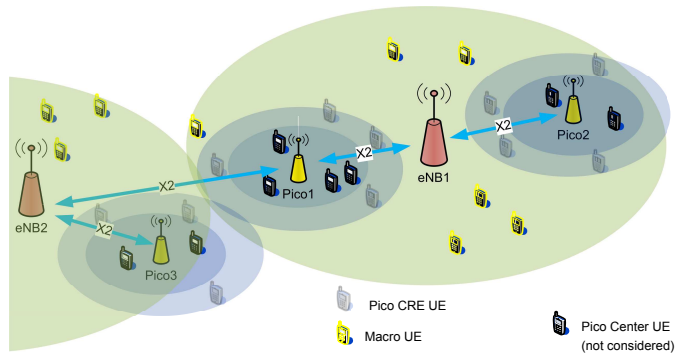 X2
Pico2
X2
Pico1
eNB1
X2
eNB2
X2
Pico3
Pico CRE UE
Macro UE
Pico Center UE
(not considered)